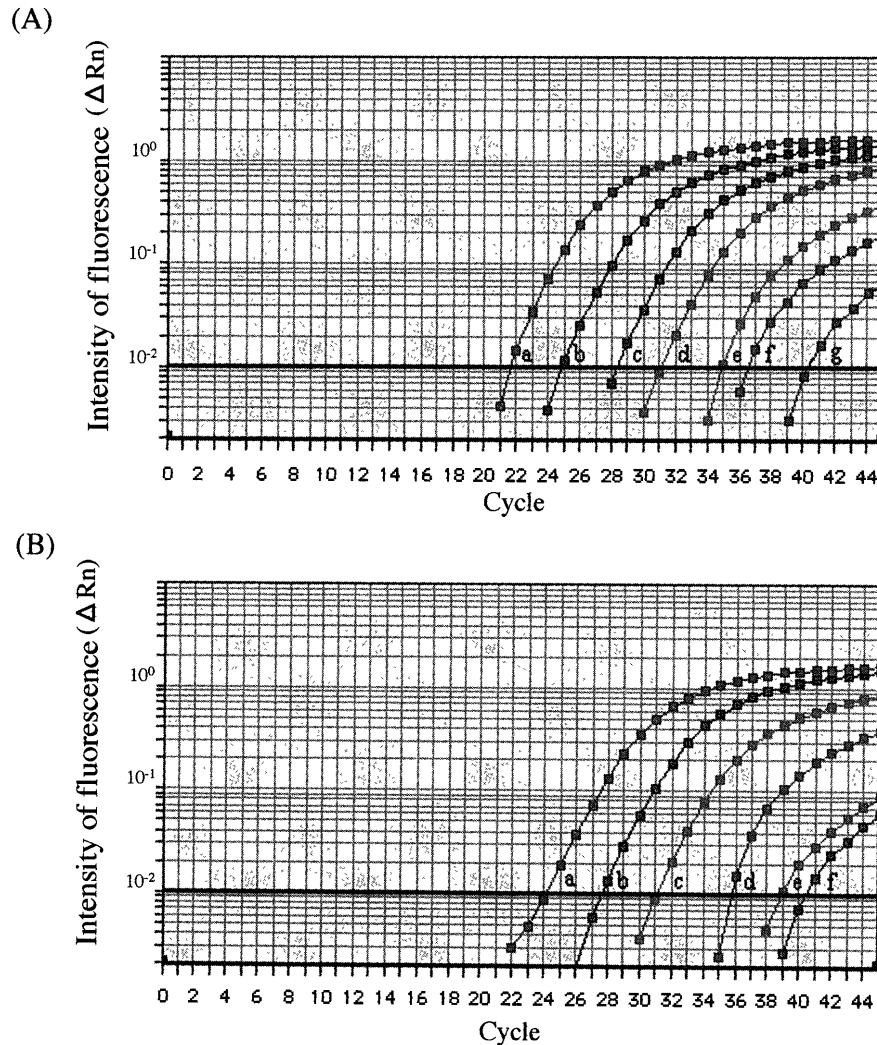 (A)
Intensity of fluorescence (Δ Rn)
10⁰
10⁻¹
10⁻²
a b c d e f g
0 2 4 6 8 10 12 14 16 18 20 22 24 26 28 30 32 34 36 38 40 42 44
Cycle
(B)
Intensity of fluorescence (Δ Rn)
10⁰
10⁻¹
10⁻²
a b c d e f
0 2 4 6 8 10 12 14 16 18 20 22 24 26 28 30 32 34 36 38 40 42 44
Cycle